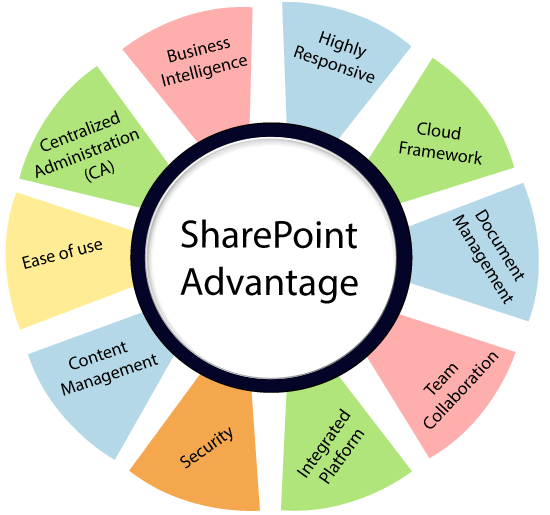 SharePoint
Advantage
Highly
Responsive
Cloud
Framework
Document
Management
Team
Collaboration
Integrated
Platform
Security
Content
Management
Ease of use
Centralized
Administration
(CA)
Business
Intelligence